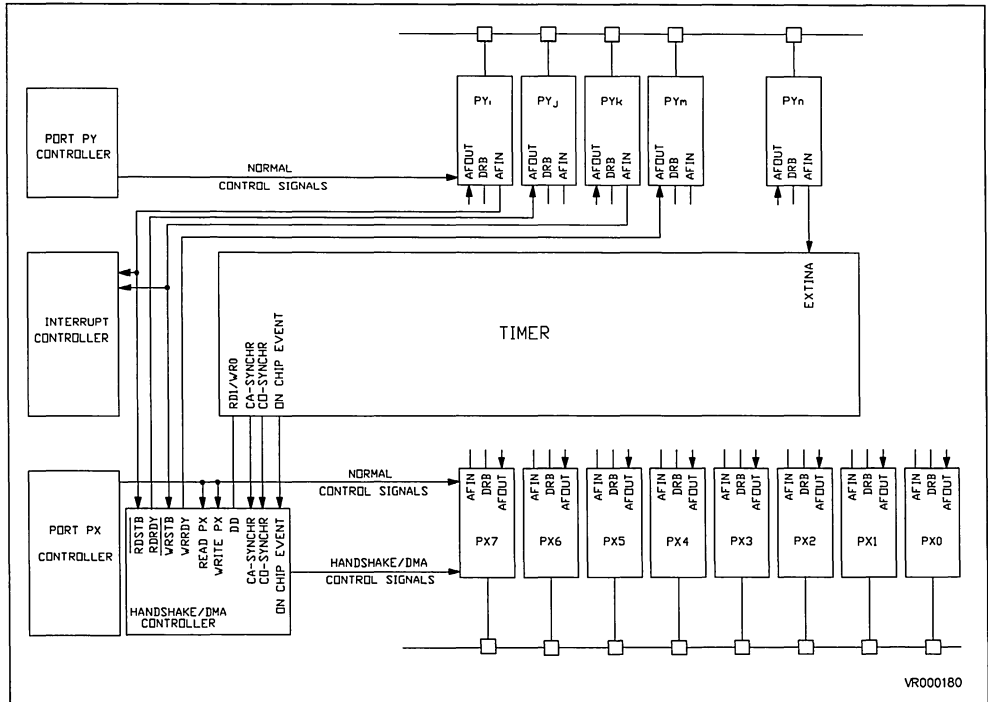 PORT PY
CONTROLLER
NORMAL
CONTROL SIGNALS
PYi
AFOUT
DRB
AFIN
PYJ
AFOUT
DRB
AFIN
PYk
AFOUT
DRB
AFIN
PYm
AFOUT
DRB
AFIN
PYn
AFOUT
DRB
AFIN
INTERRUPT
CONTROLLER
TIMER
EXTINA
RD1/WR0
CA-SYNCHR
CO-SYNCHR
ON CHIP EVENT
PORT PX
CONTROLLER
NORMAL
CONTROL SIGNALS
RDSTB
RDRDY
WRSTB
WRRDY
READ PX
WRITE PX
DD
CA-SYNCHR
CO-SYNCHR
ON CHIP EVENT
HANDSHAKE/DMA
CONTROLLER
HANDSHAKE/DMA
CONTROL SIGNALS
AFIN
DRB
AFOUT
PX7
AFIN
DRB
AFOUT
PX6
AFIN
DRB
AFOUT
PX5
AFIN
DRB
AFOUT
PX4
AFIN
DRB
AFOUT
PX3
AFIN
DRB
AFOUT
PX2
AFIN
DRB
AFOUT
PX1
AFIN
DRB
AFOUT
PX0
VR000180